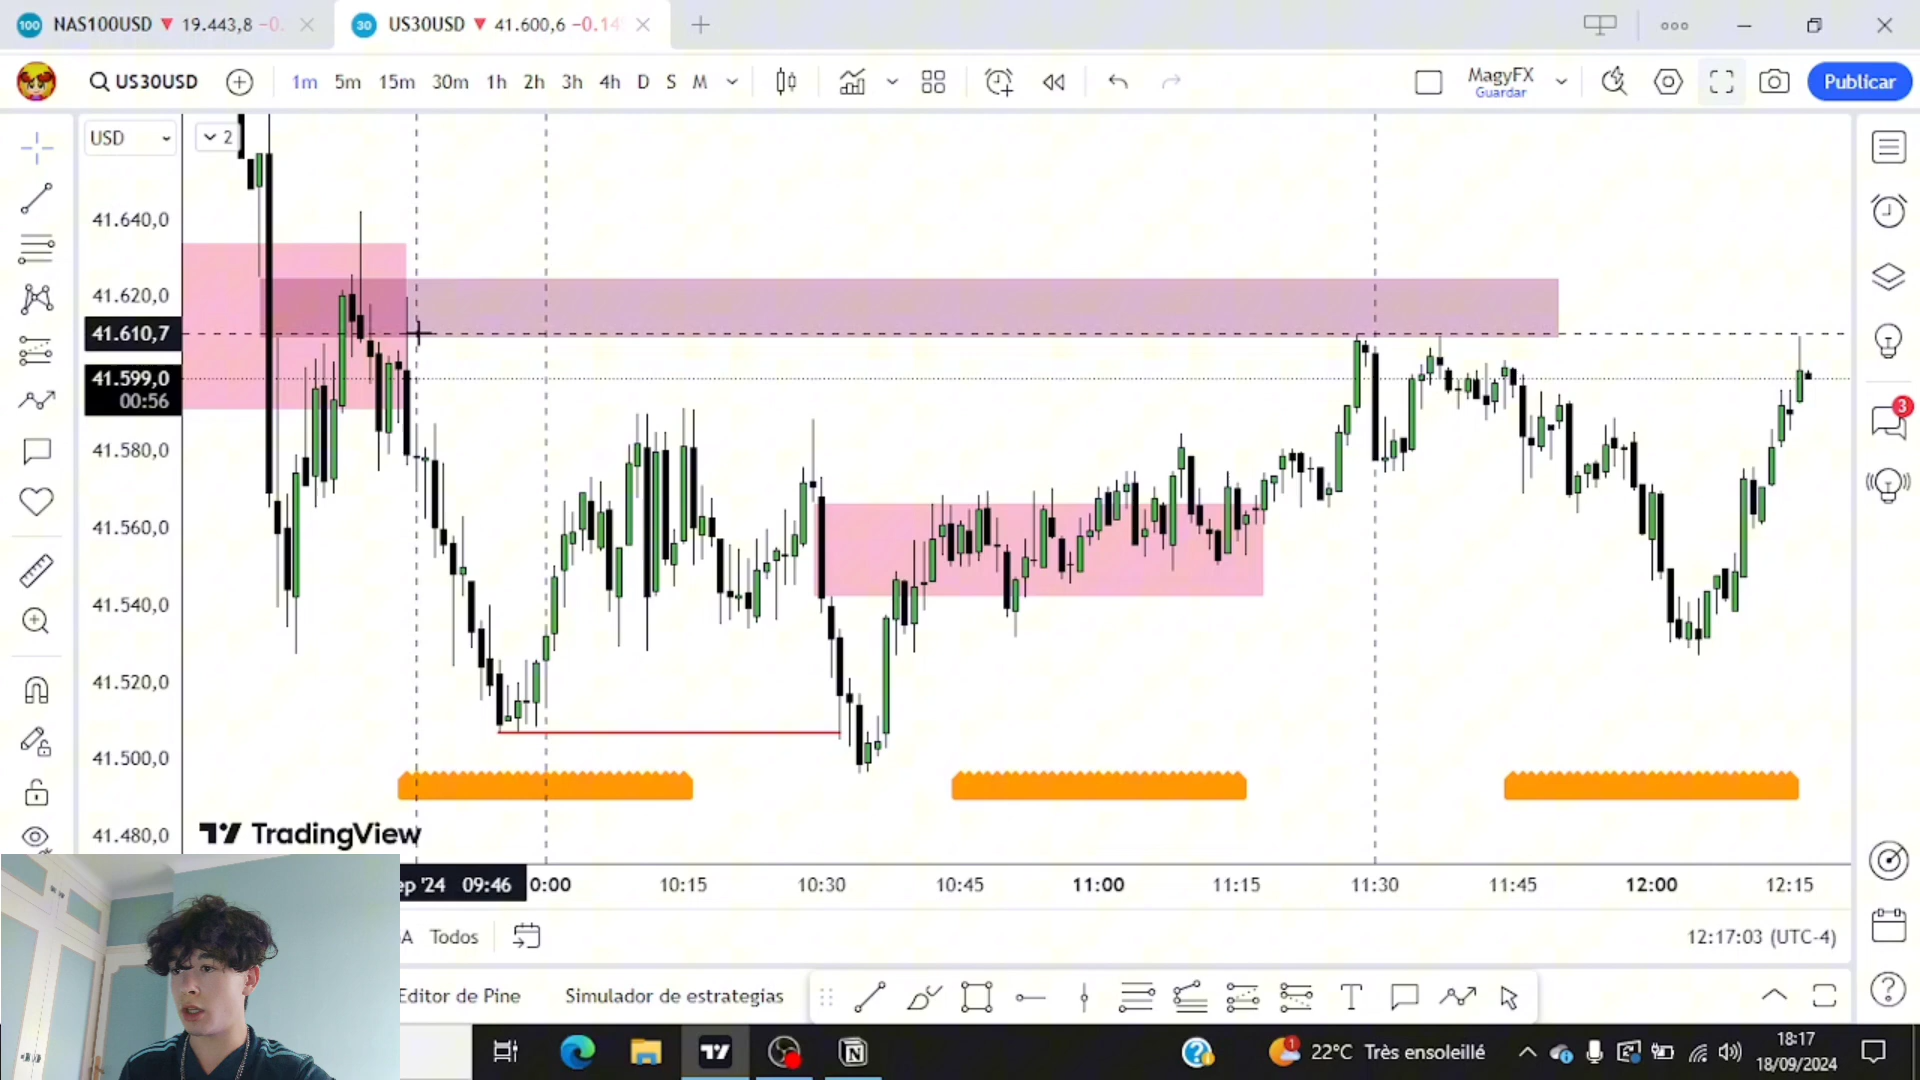 100 NAS100USD 19.443,8 −0.
30 US30USD 41.600,6 −0.14
US30USD 1m 5m 15m 30m 1h 2h 3h 4h D S M
MagyFX
Guardar
Publicar
USD
2
41.640,0
41.620,0
41.610,7
41.599,0
00:56
41.580,0
41.560,0
41.540,0
41.520,0
41.500,0
41.480,0
3
TradingView
ep '24 09:46 0:00 10:15 10:30 10:45 11:00 11:15 11:30 11:45 12:00 12:15
A Todos
12:17:03 (UTC-4)
Editor de Pine Simulador de estrategias
T
1
22°C Très ensoleillé
18:17
18/09/2024